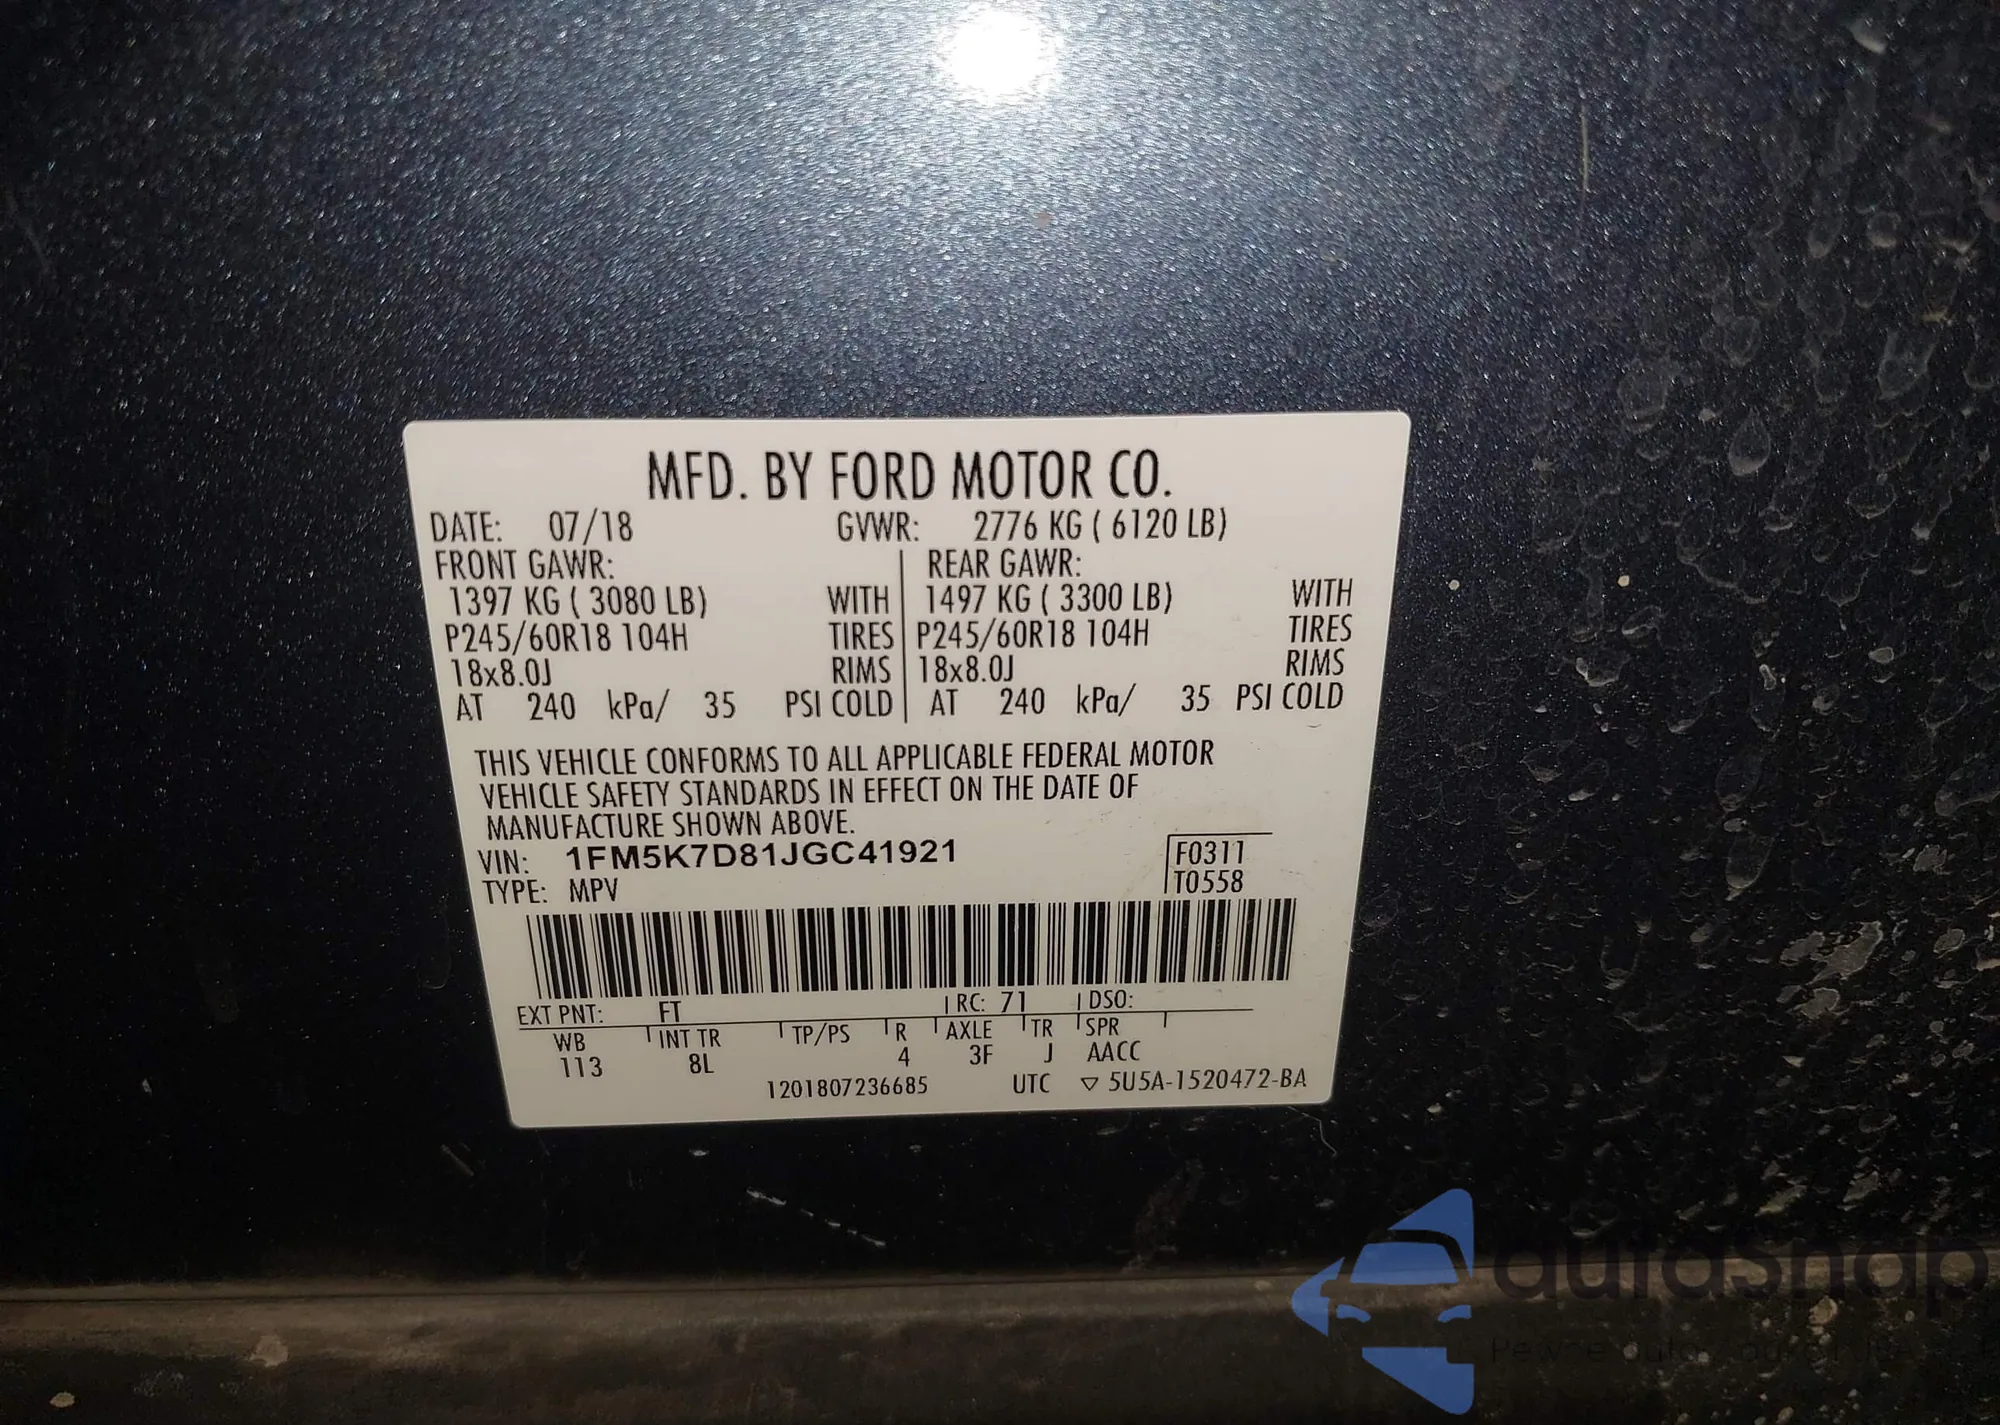 MFD. BY FORD MOTOR CO.
DATE: 07/18 GVWR: 2776 KG ( 6120 LB)
FRONT GAWR: REAR GAWR:
1397 KG ( 3080 LB) WITH 1497 KG ( 3300 LB) WITH
P245/60R18 104H TIRES P245/60R18 104H TIRES
18x8.0J RIMS 18x8.0J RIMS
AT 240 kPa/ 35 PSI COLD AT 240 kPa/ 35 PSI COLD
THIS VEHICLE CONFORMS TO ALL APPLICABLE FEDERAL MOTOR
VEHICLE SAFETY STANDARDS IN EFFECT ON THE DATE OF
MANUFACTURE SHOWN ABOVE.
VIN: 1FM5K7D81JGC41921 F0311
TYPE: MPV T0558
EXT PNT: FT RC: 71 DSO:
WB INT TR TP/PS R AXLE TR SPR
113 8L 4 3F J AACC
1201807236685 UTC ▽ 5U5A-1520472-BA
autasnap